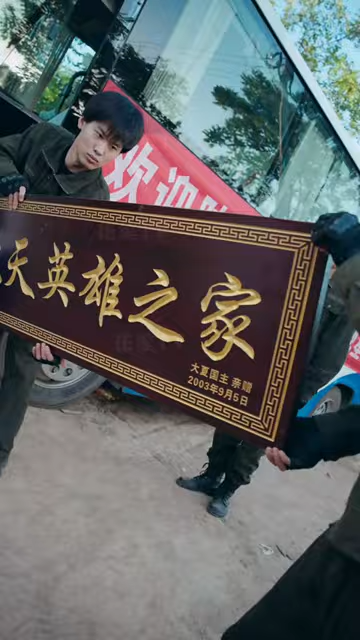 欢迎
天英雄之家
大夏国主 亲赠
2003年9月5日